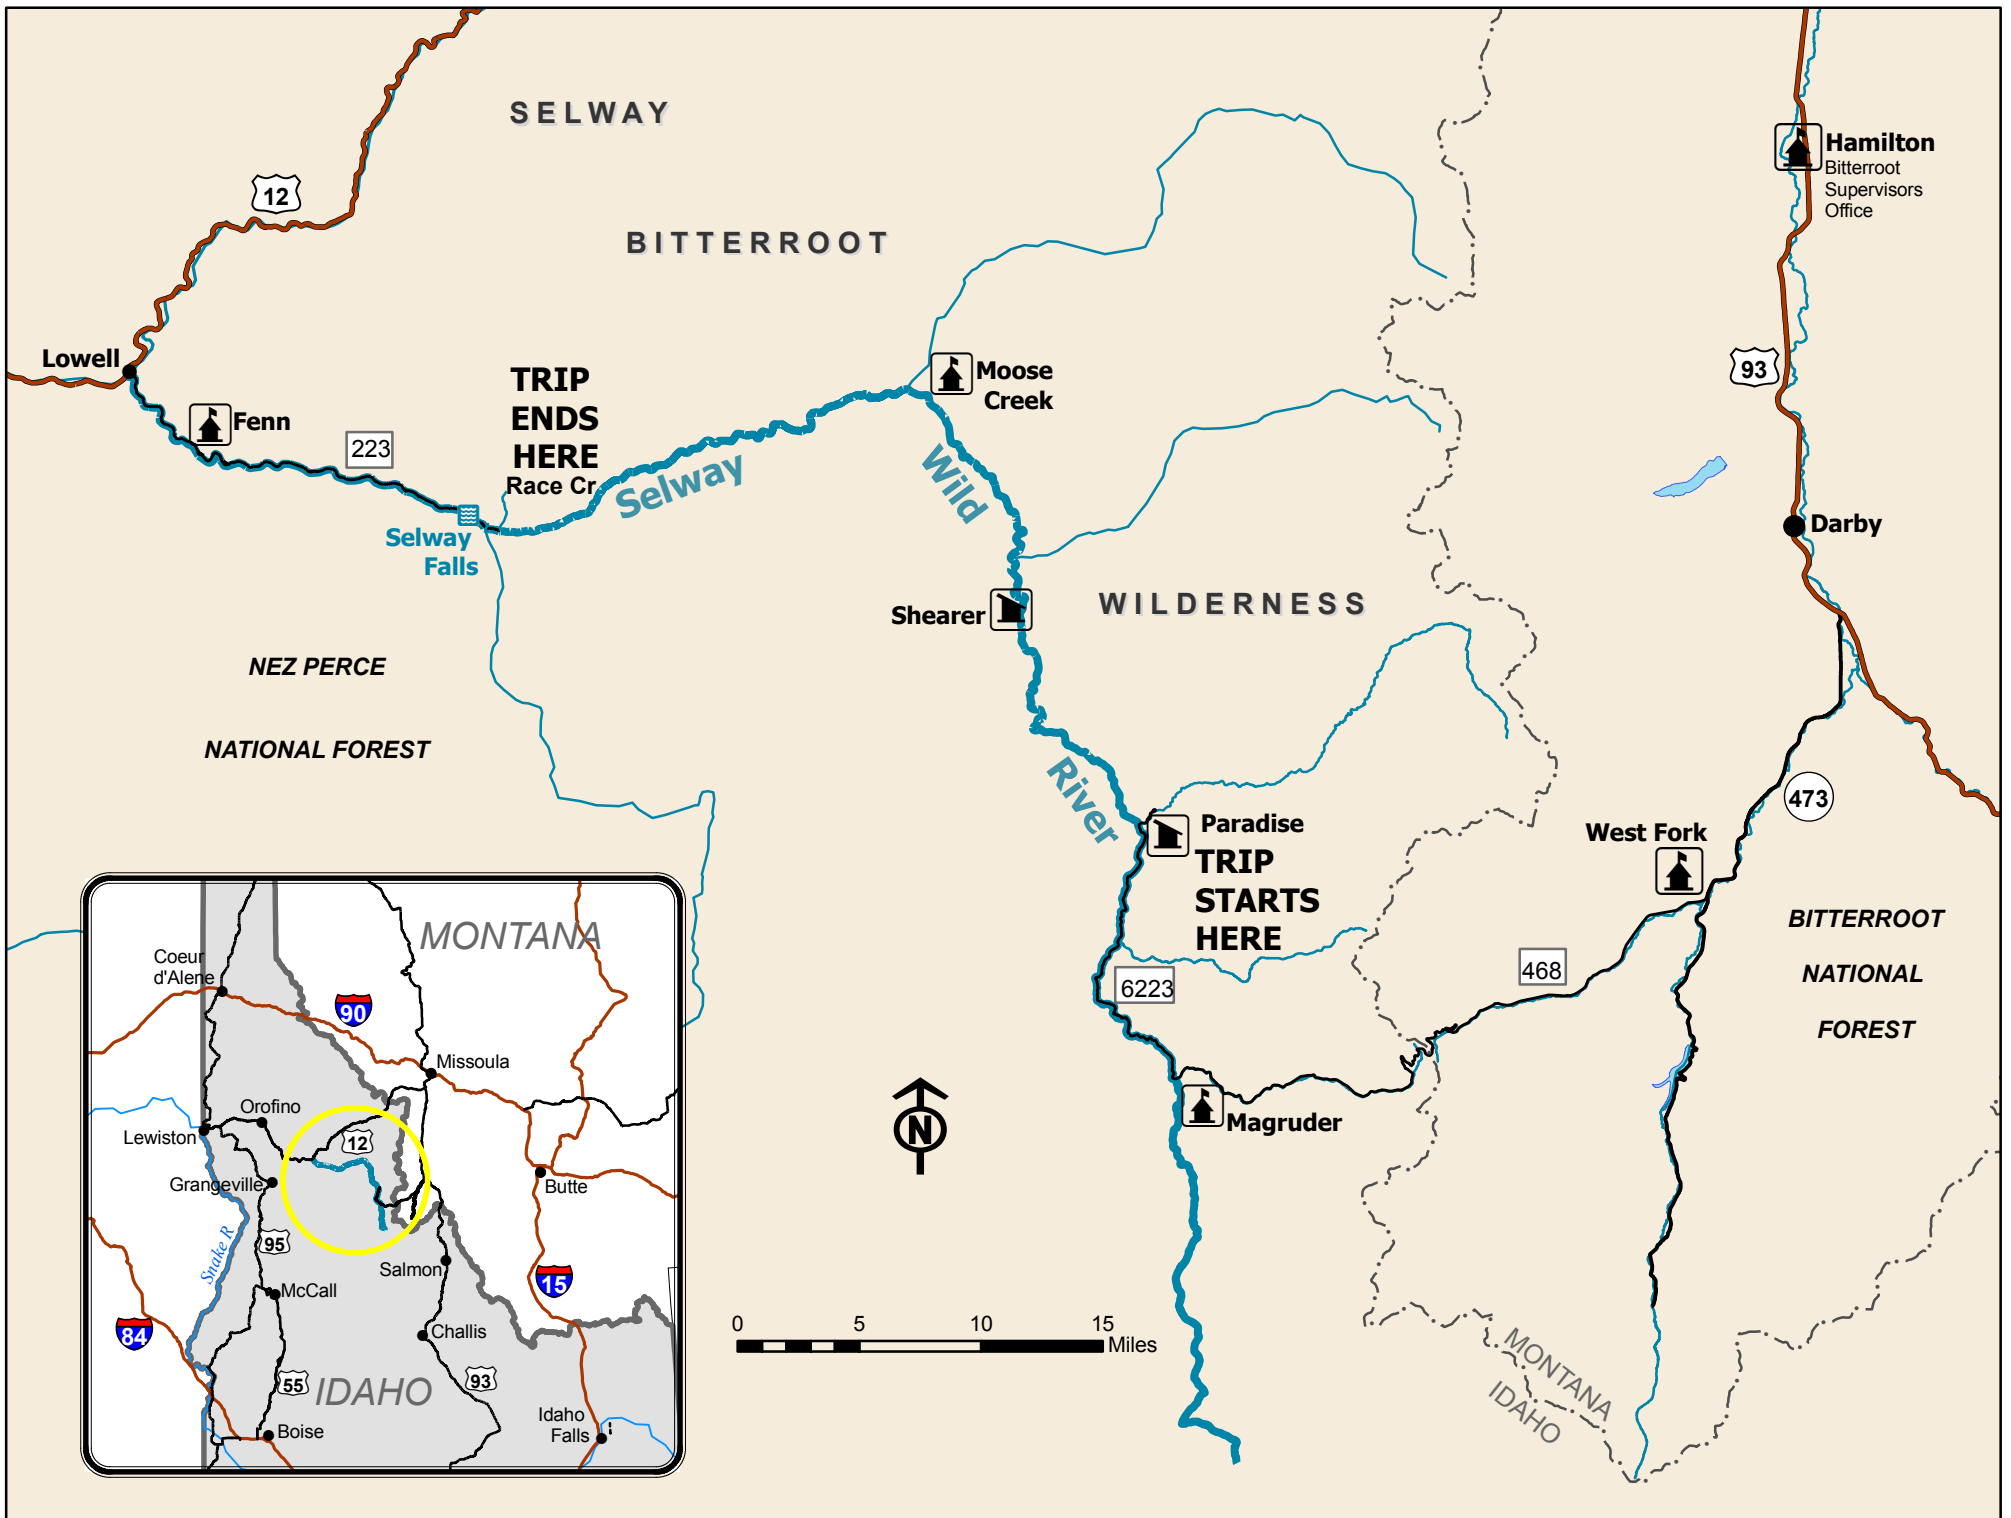 SELWAY
BITTERROOT
WILDERNESS
12
Hamilton
Bitterroot
Supervisors
Office
Lowell
Fenn
223
TRIP
ENDS
HERE
Race Cr
Moose
Creek
93
Selway
Wild
River
Selway
Falls
Darby
Shearer
NEZ PERCE
NATIONAL FOREST
473
Paradise
TRIP
STARTS
HERE
West Fork
BITTERROOT
NATIONAL
FOREST
468
6223
Magruder
N
0 5 10 15
Miles
MONTANA
IDAHO
MONTANA
Coeur
d'Alene
90
Missoula
Orofino
Lewiston
12
Grangeville
Butte
Snake R
95
Salmon
15
McCall
84
Challis
55
IDAHO
93
Idaho
Falls
Boise